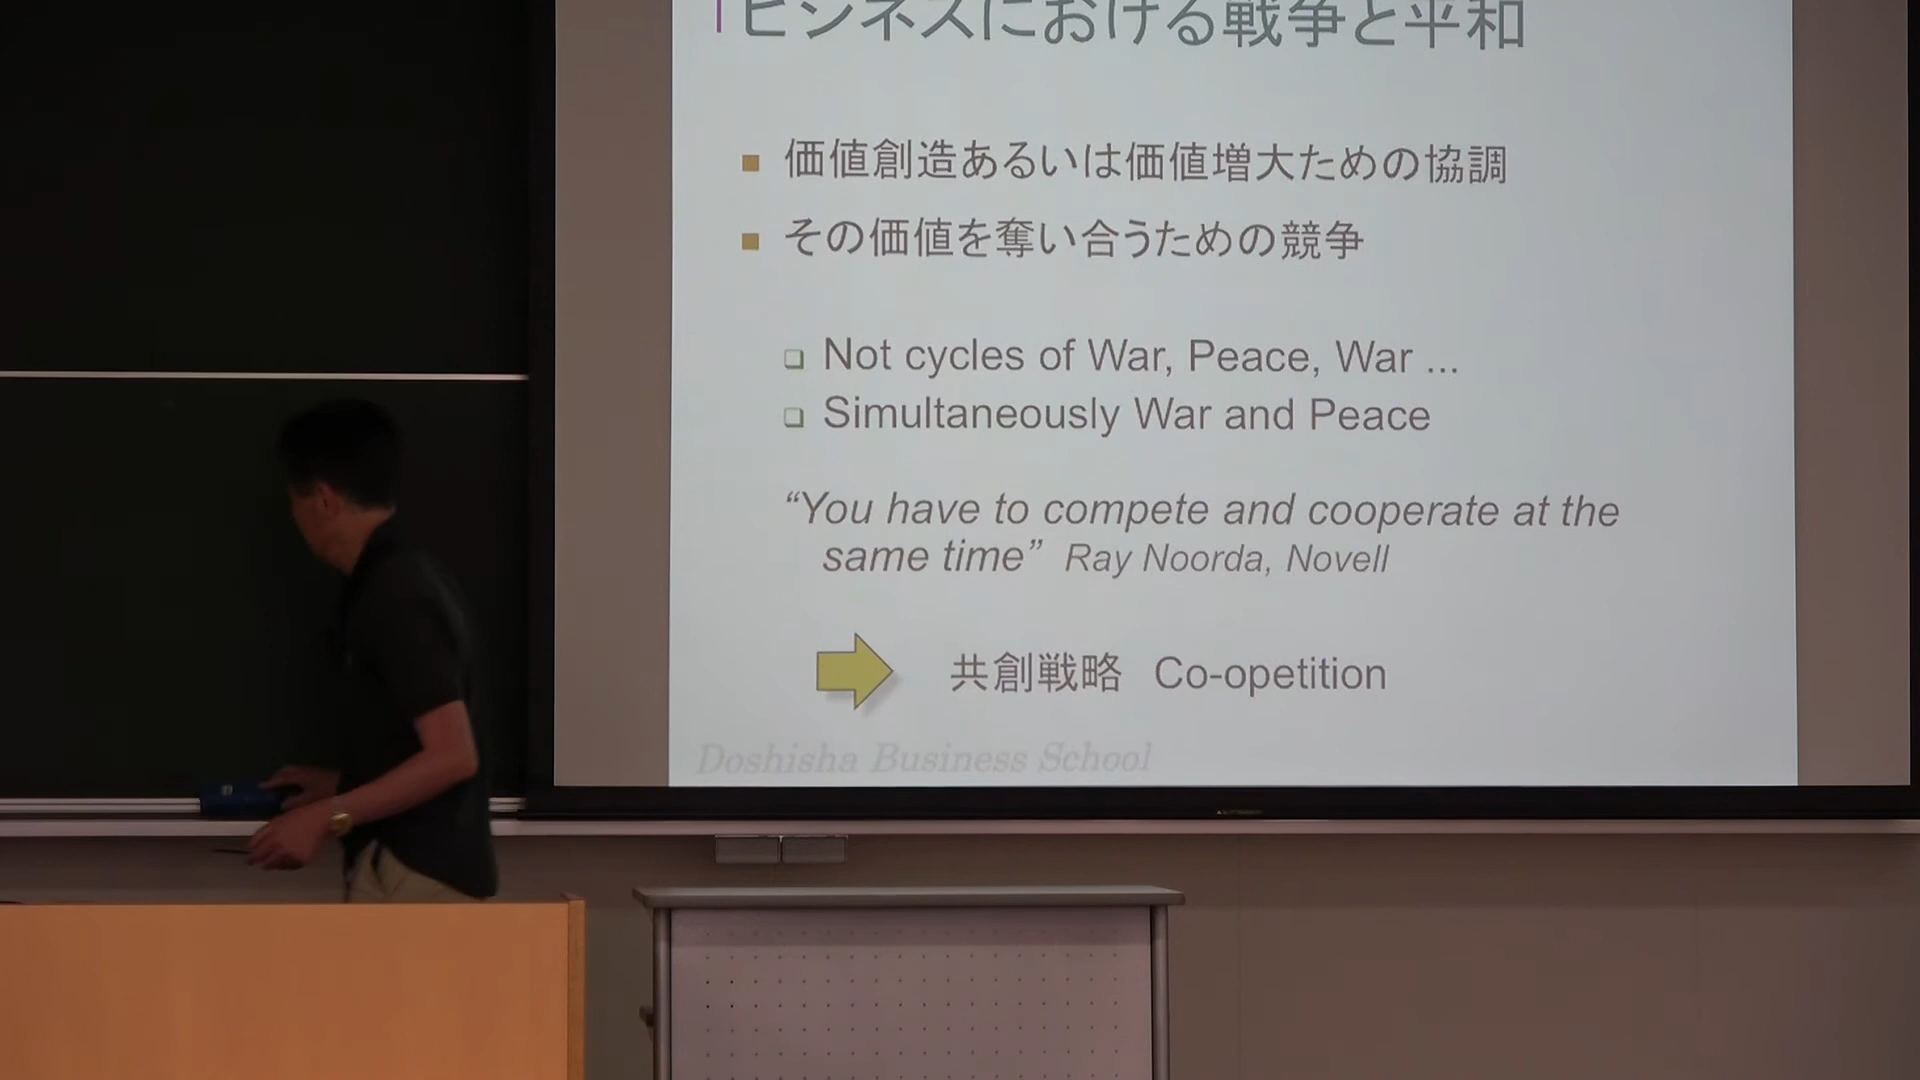 ビジネスにおける戦争と平和
価値創造あるいは価値増大ための協調
その価値を奪い合うための競争
Not cycles of War, Peace, War ...
Simultaneously War and Peace
“You have to compete and cooperate at the
same time” Ray Noorda, Novell
共創戦略 Co-opetition
Doshisha Business School